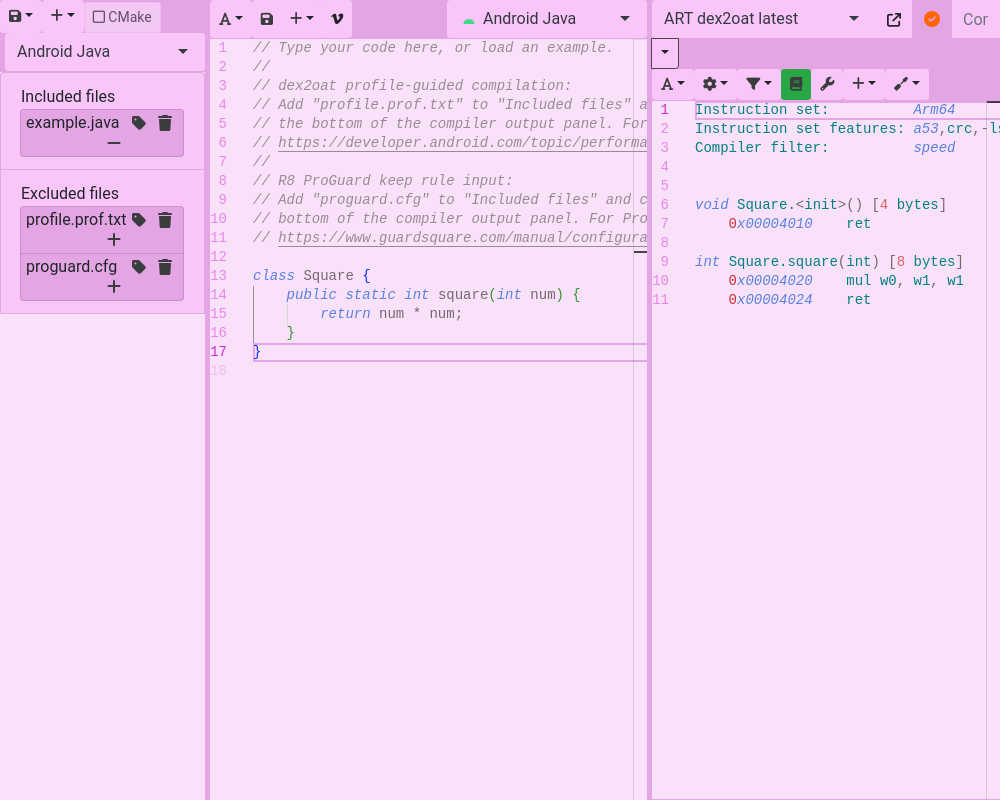 CMake
Android Java
Included files
example.java
Excluded files
profile.prof.txt
proguard.cfg
A
Android Java
1 // Type your code here, or load an example.
2 //
3 // dex2oat profile-guided compilation:
4 // Add "profile.prof.txt" to "Included files" a
5 // the bottom of the compiler output panel. For
6 // https://developer.android.com/topic/performa
7 //
8 // R8 ProGuard keep rule input:
9 // Add "proguard.cfg" to "Included files" and c
10 // bottom of the compiler output panel. For Pro
11 // https://www.guardsquare.com/manual/configura
12
13 class Square {
14 public static int square(int num) {
15 return num * num;
16 }
17 }
18
ART dex2oat latest
Cor
A
1 Instruction set: Arm64
2 Instruction set features: a53,crc,-ls
3 Compiler filter: speed
4
5
6 void Square.<init>() [4 bytes]
7 0x00004010 ret
8
9 int Square.square(int) [8 bytes]
10 0x00004020 mul w0, w1, w1
11 0x00004024 ret